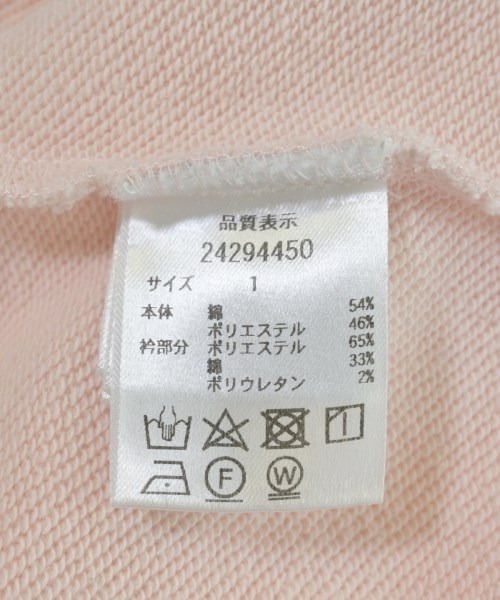 品質表示
24294450
サイズ 1
本体 綿 54%
ポリエステル 46%
衿部分 ポリエステル 65%
綿 33%
ポリウレタン 2%
F W